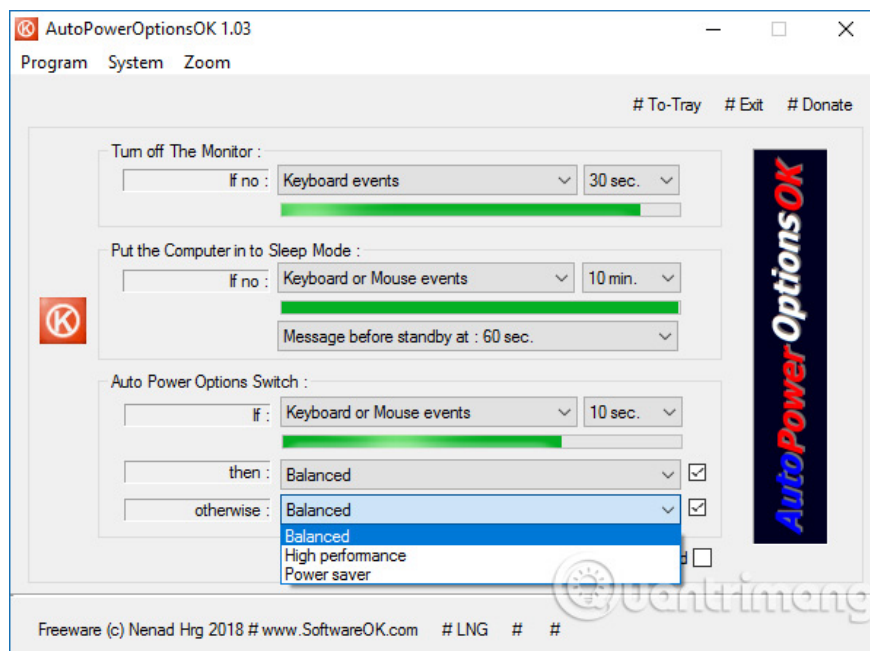 AutoPowerOptionsOK 1.03
Program System Zoom
# To-Tray # Exit # Donate
Turn off The Monitor :
If no : Keyboard events 30 sec.
Put the Computer in to Sleep Mode :
If no : Keyboard or Mouse events 10 min.
Message before standby at : 60 sec.
Auto Power Options Switch :
If : Keyboard or Mouse events 10 sec.
then : Balanced
otherwise : Balanced
Balanced
High performance
Power saver
AutoPowerOptionsOK
Quantrimang
Freeware (c) Nenad Hrg 2018 # www.SoftwareOK.com # LNG # #